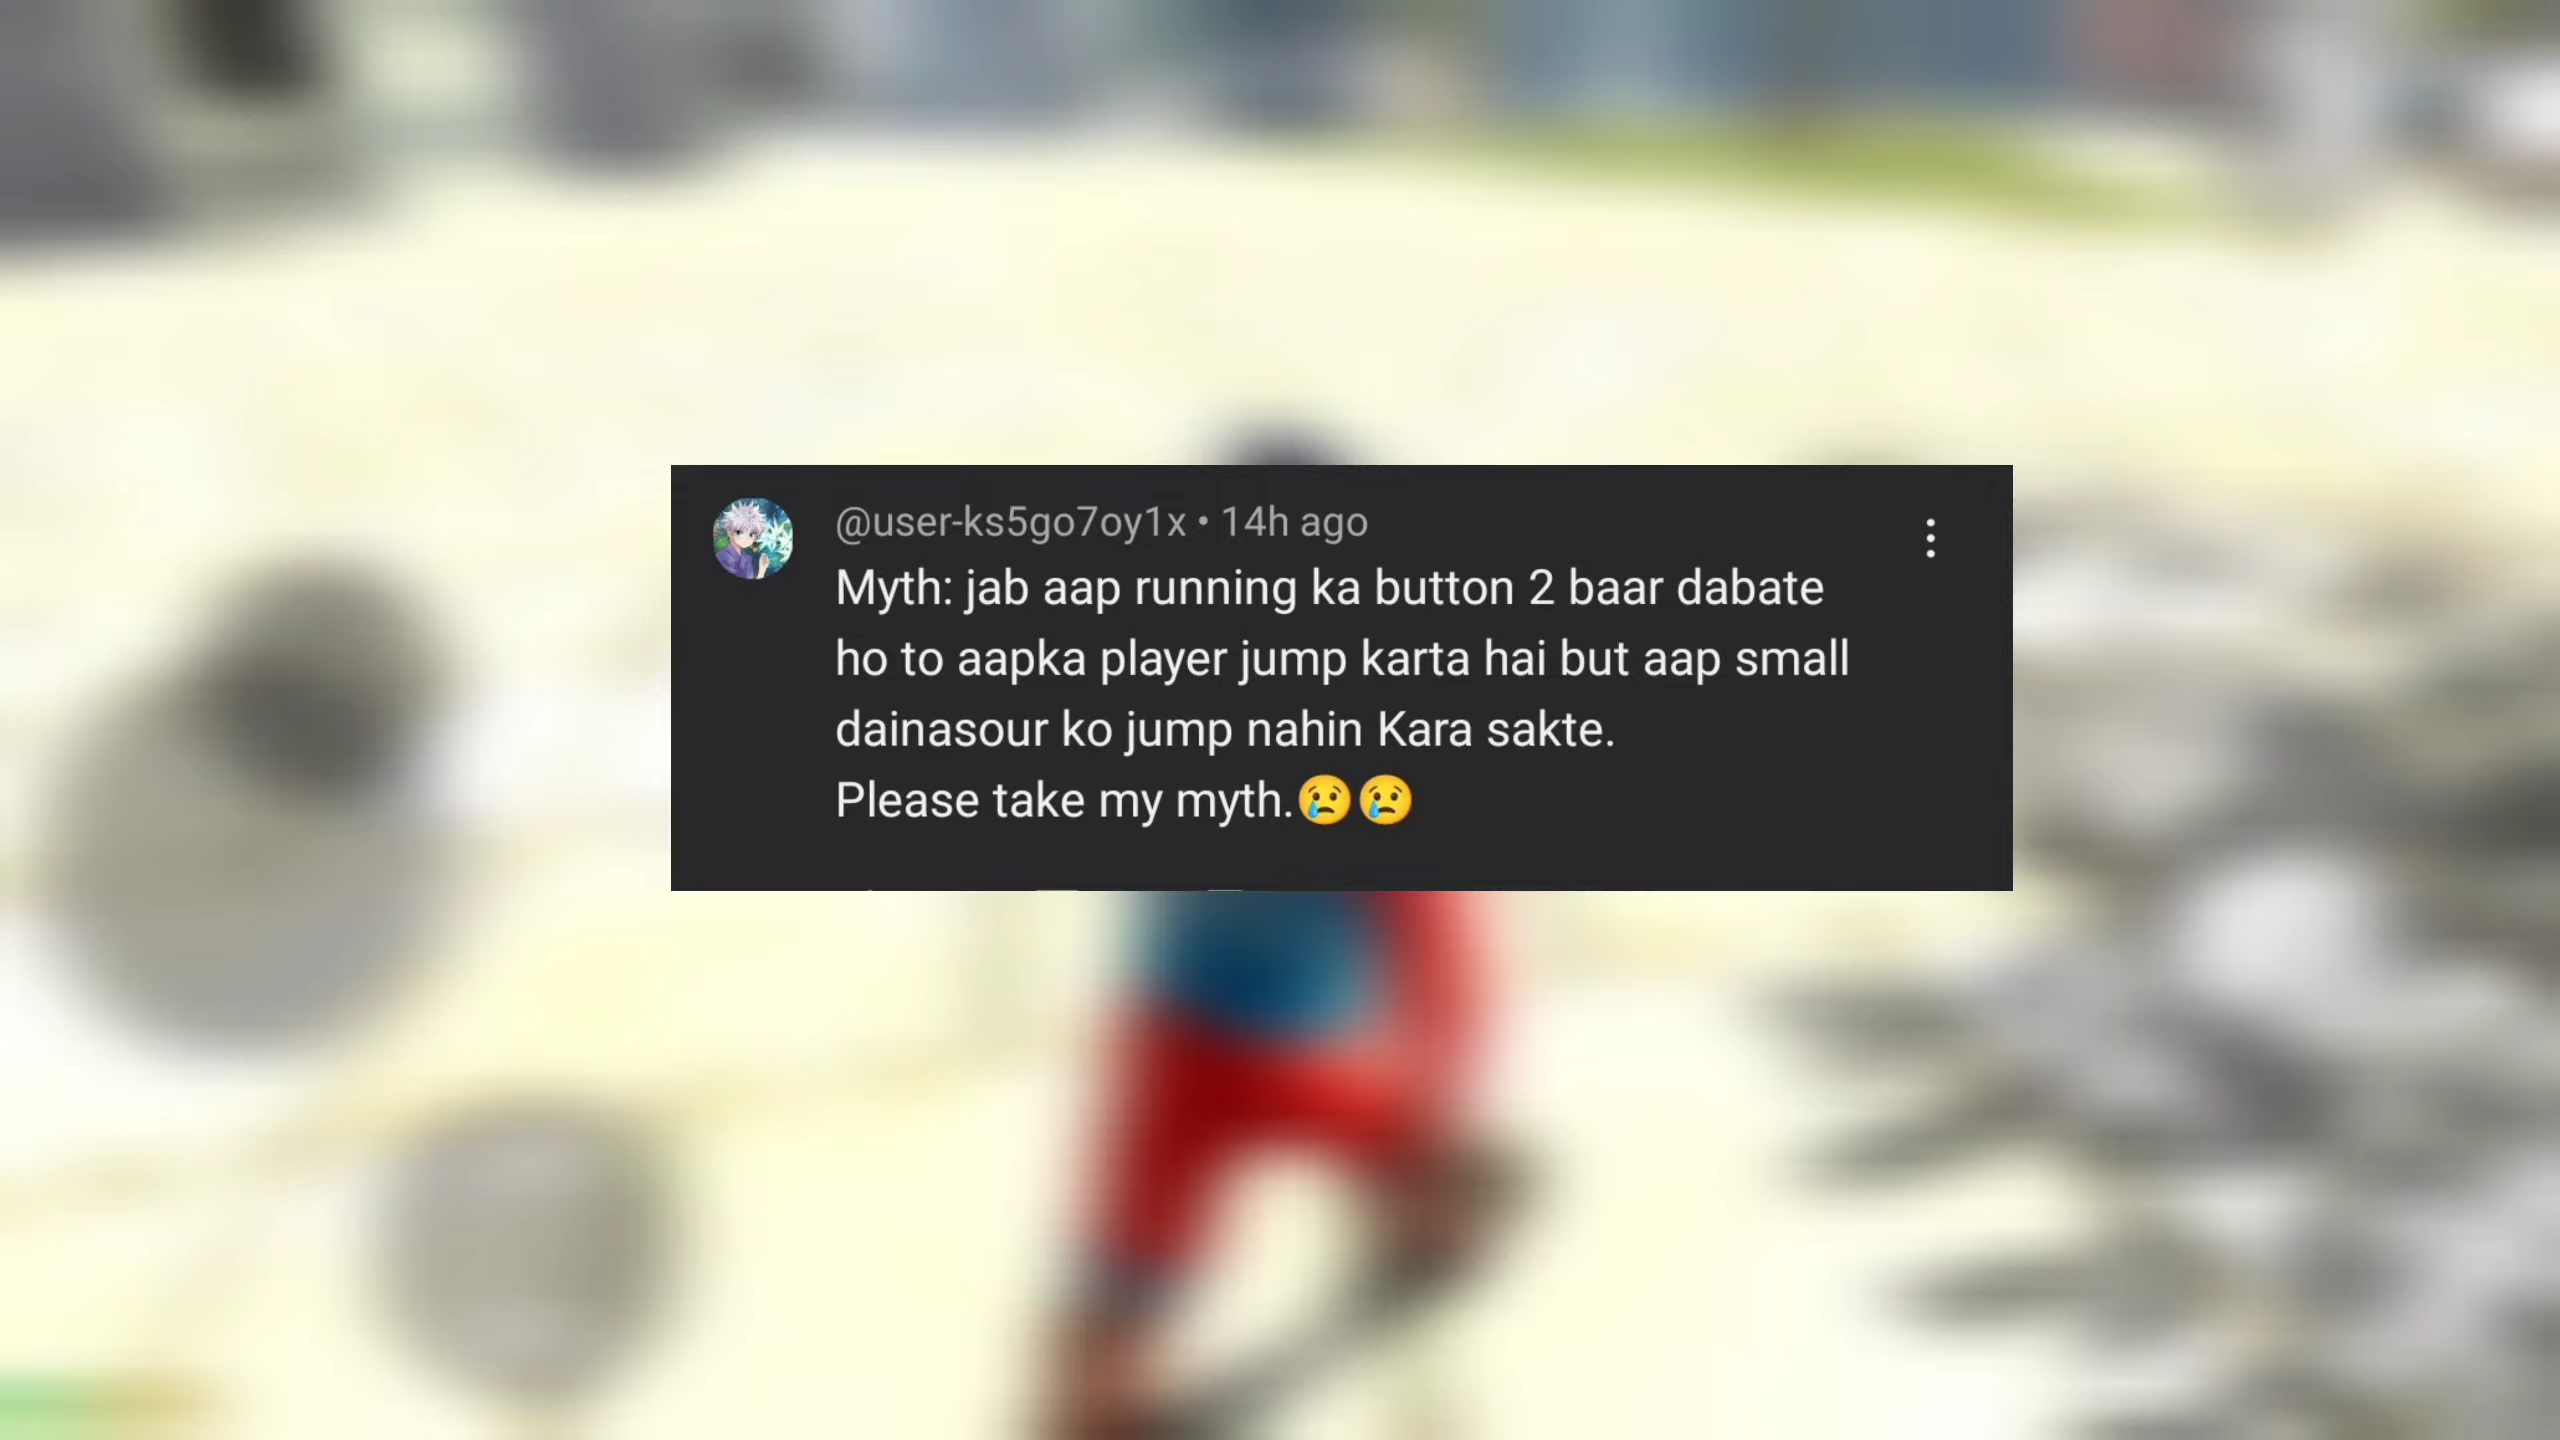 @user-ks5go7oy1x • 14h ago
Myth: jab aap running ka button 2 baar dabate
ho to aapka player jump karta hai but aap small
dainasour ko jump nahin Kara sakte.
Please take my myth.😢😢